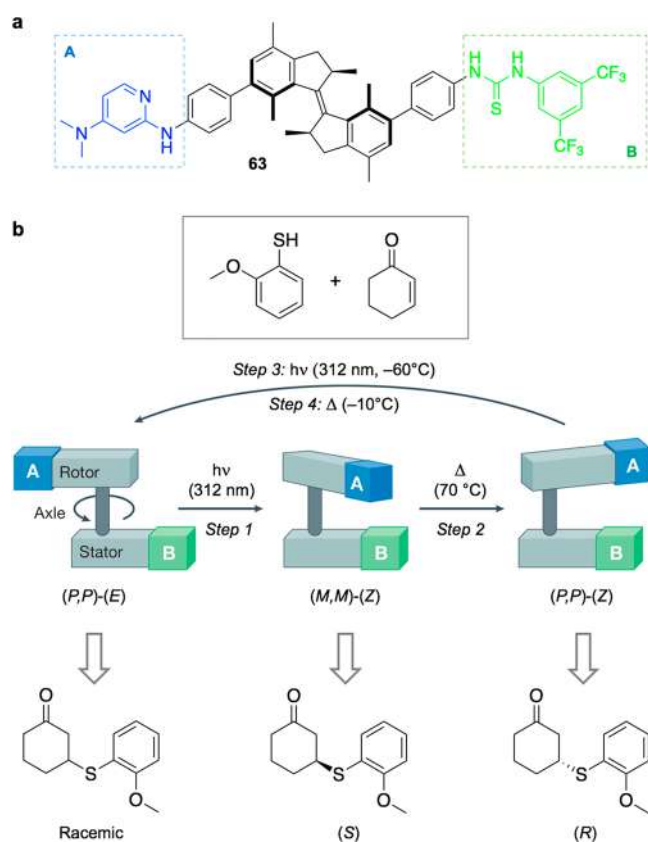 a
A
N
N
N
H
63
H
N
H
N
S
CF3
CF3
B
b
SH
O
+
O
Step 3: hν (312 nm, –60°C)
Step 4: Δ (–10°C)
A
Rotor
Axle
Stator
B
hν
(312 nm)
Step 1
A
B
Δ
(70 °C)
Step 2
A
B
(P,P)-(E)
(M,M)-(Z)
(P,P)-(Z)
O
S
O
Racemic
O
S
O
(S)
O
S
O
(R)